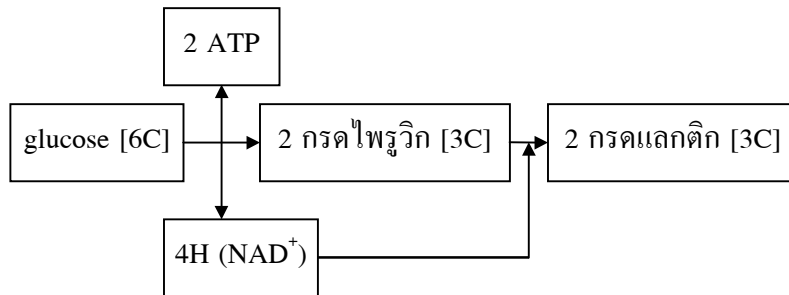 2 ATP
glucose [6C]
2 กรดไพรูวิก [3C]
2 กรดแลกติก [3C]
4H (NAD⁺)